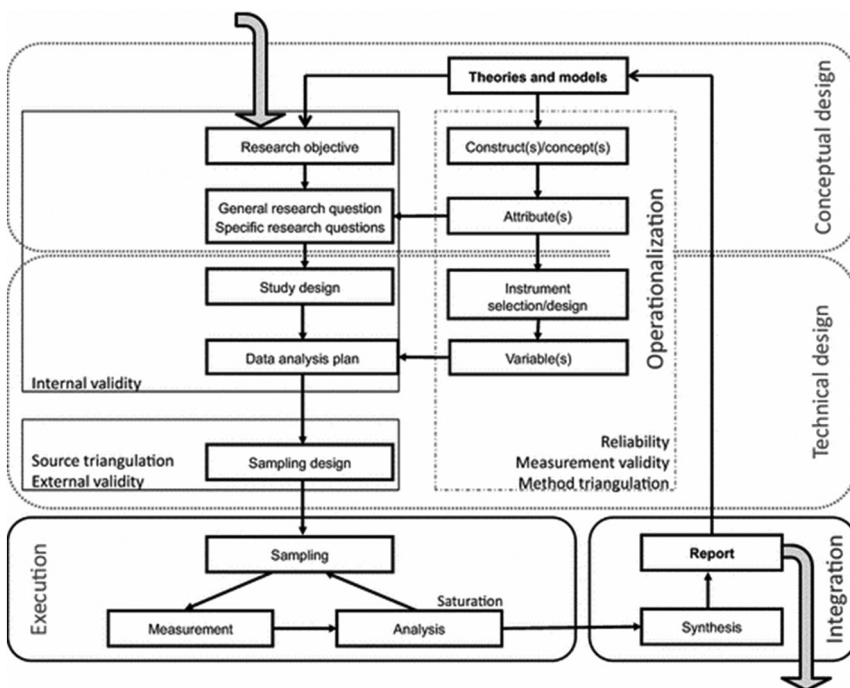 Theories and models
Research objective
Construct(s)/concept(s)
General research question
Specific research questions
Attribute(s)
Conceptual design
Study design
Instrument
selection/design
Data analysis plan
Variable(s)
Operationalization
Internal validity
Source triangulation
External validity
Sampling design
Reliability
Measurement validity
Method triangulation
Technical design
Sampling
Saturation
Measurement
Analysis
Execution
Report
Synthesis
Integration